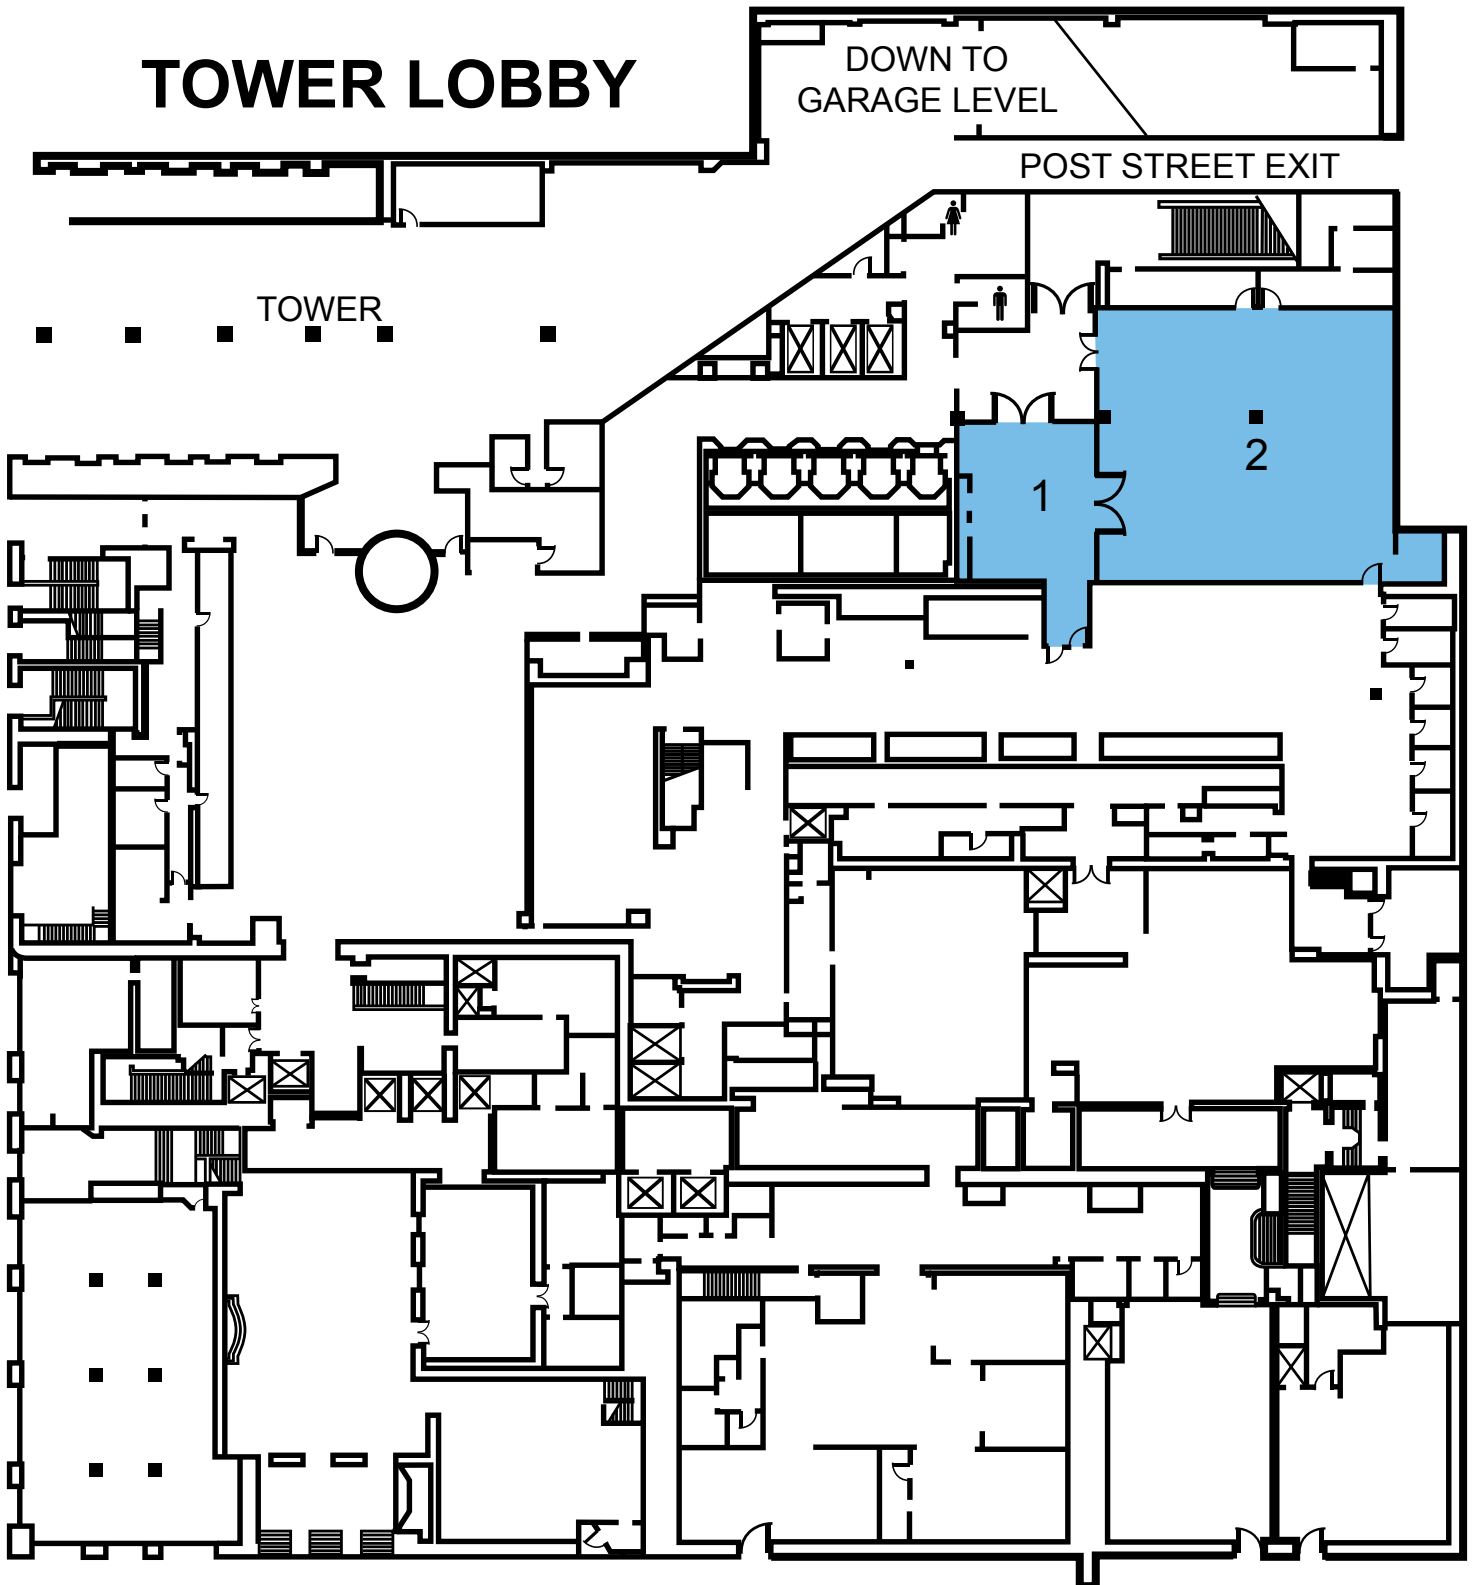 TOWER LOBBY
DOWN TO
GARAGE LEVEL
POST STREET EXIT
TOWER
2
1